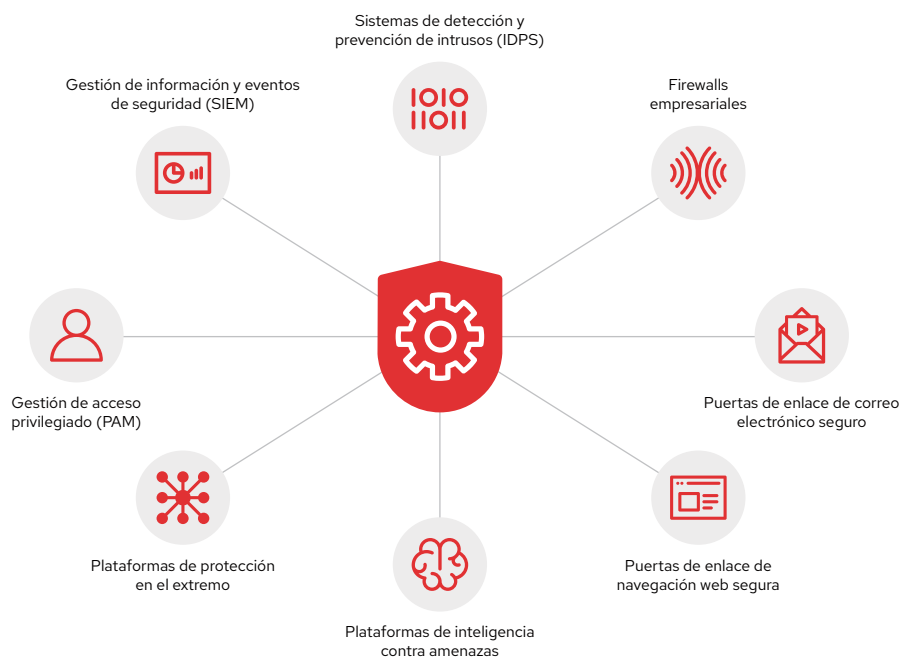 Sistemas de detección y
prevención de intrusos (IDPS)
Gestión de información y eventos
de seguridad (SIEM)
Firewalls
empresariales
1010
11011
Gestión de acceso
privilegiado (PAM)
Puertas de enlace de correo
electrónico seguro
Plataformas de protección
en el extremo
Puertas de enlace de
navegación web segura
Plataformas de inteligencia
contra amenazas